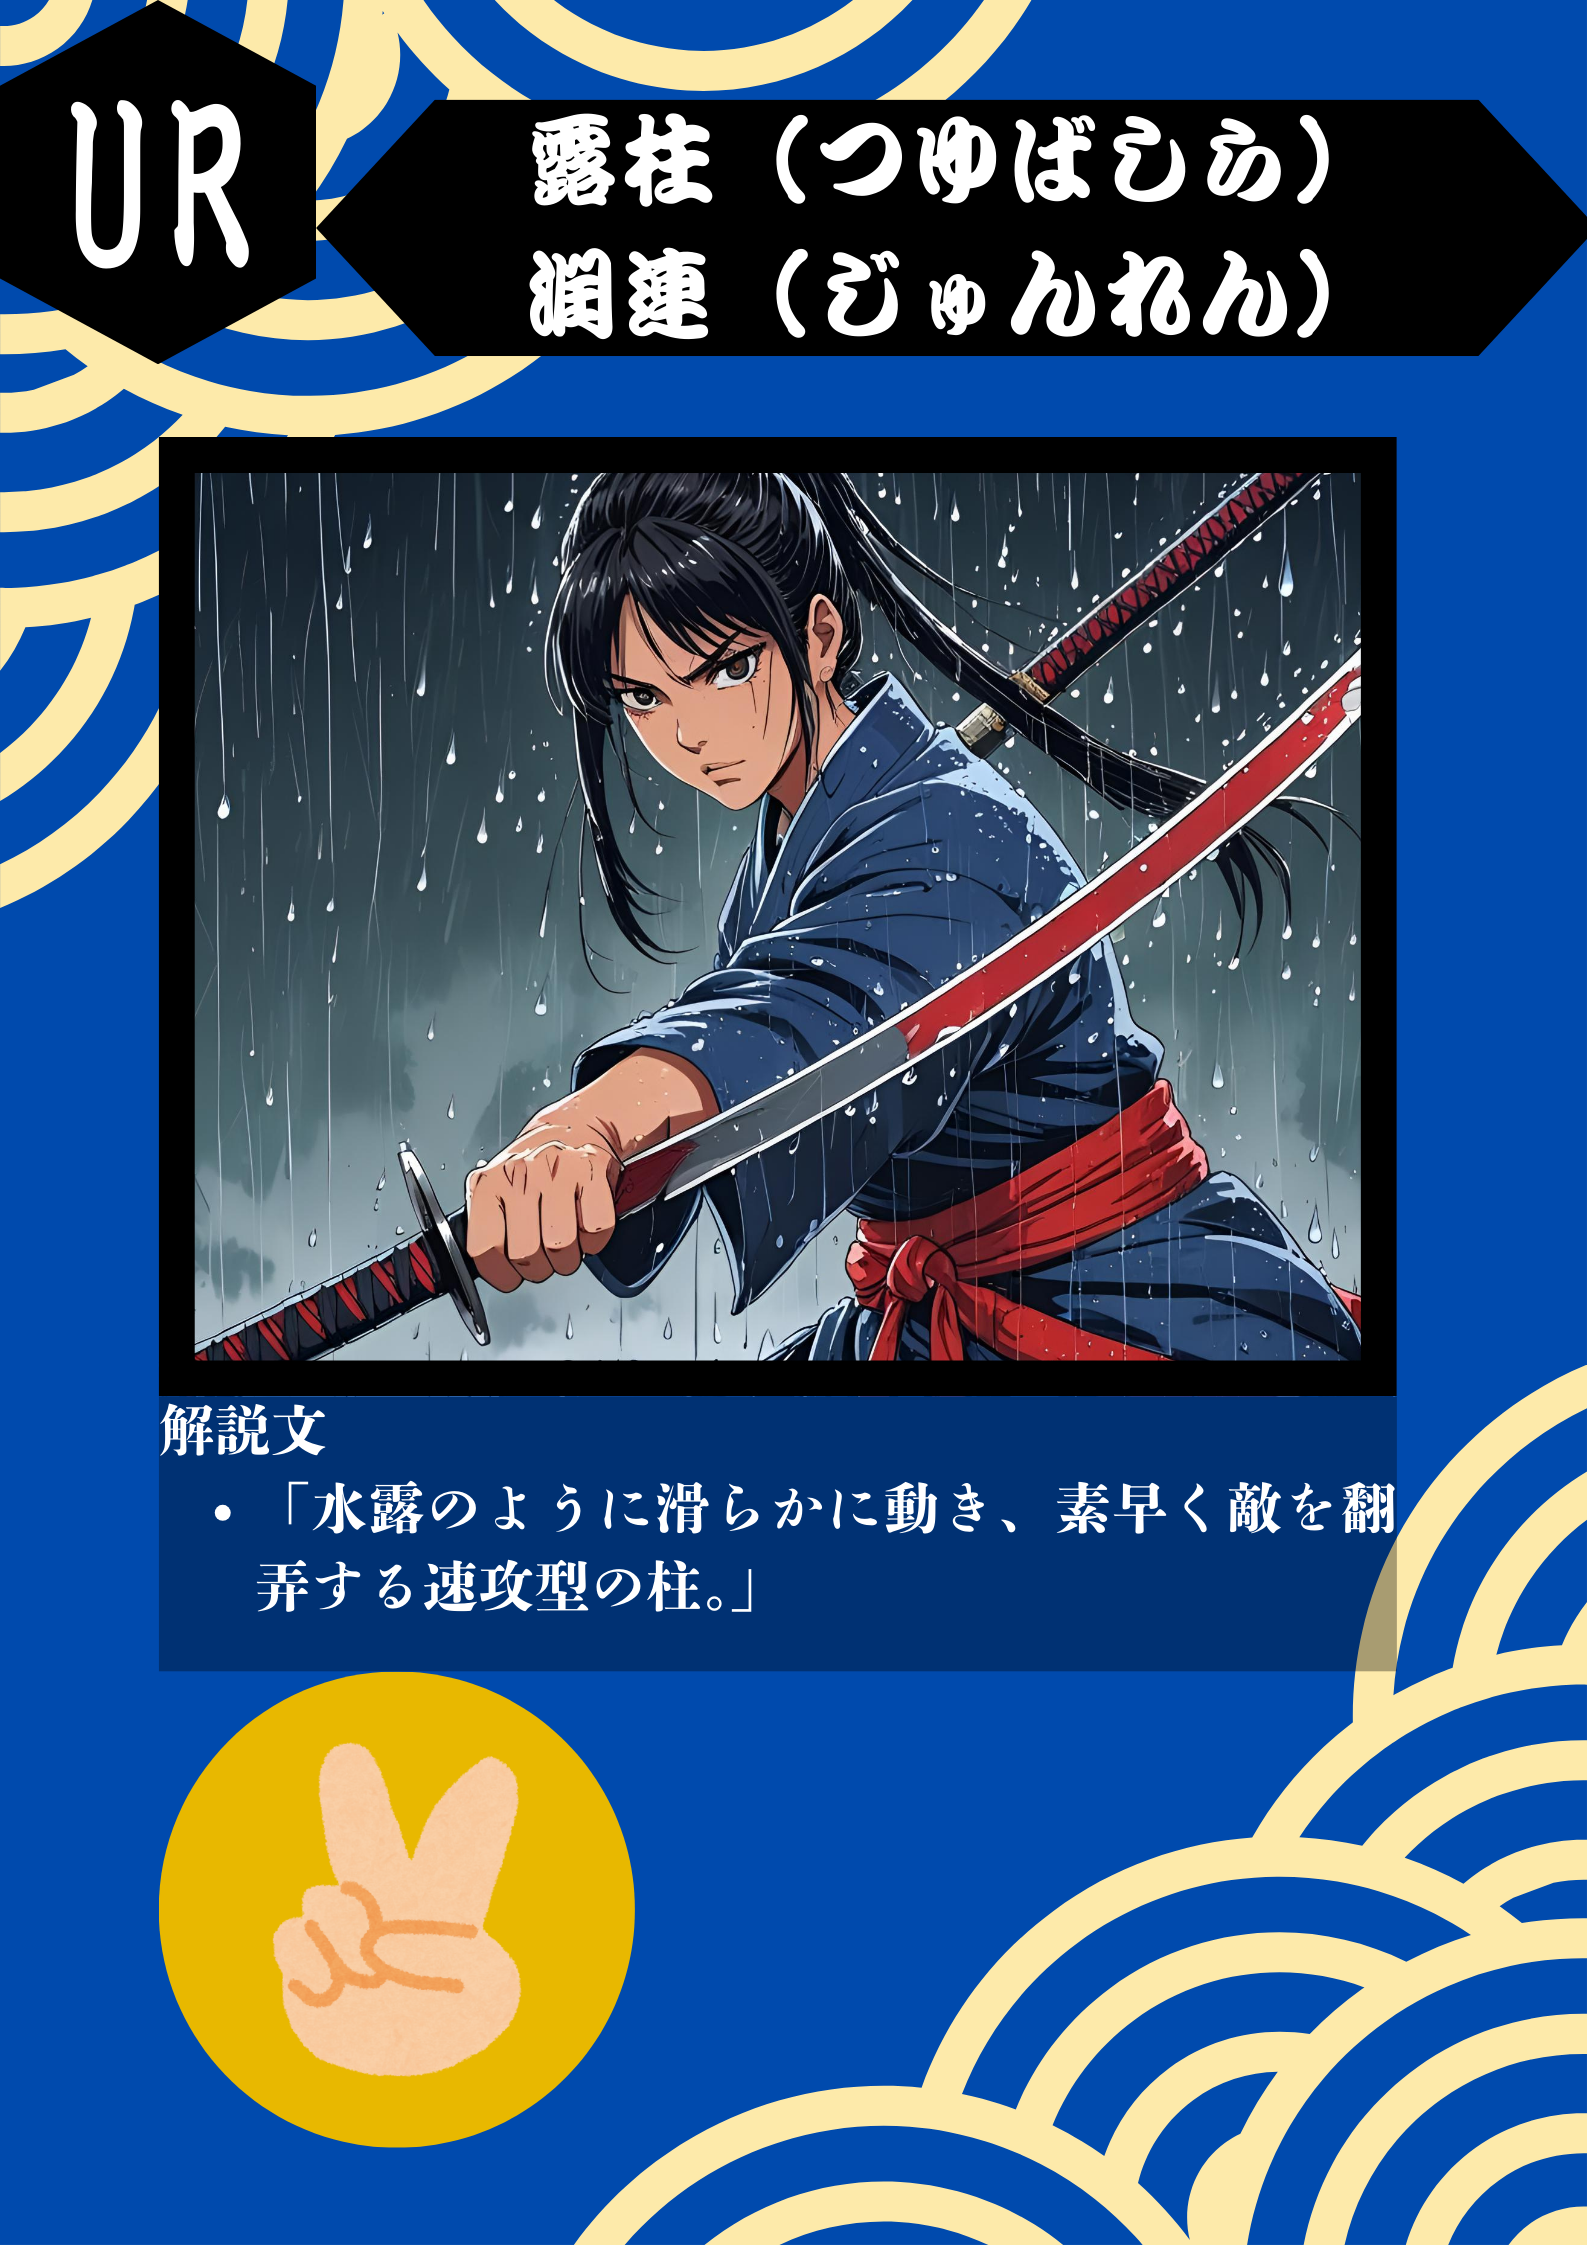 UR
露柱（つゆばしら）
潤連（じゅんれん）
解説文
• 「水露のように滑らかに動き、素早く敵を翻
弄する速攻型の柱。」